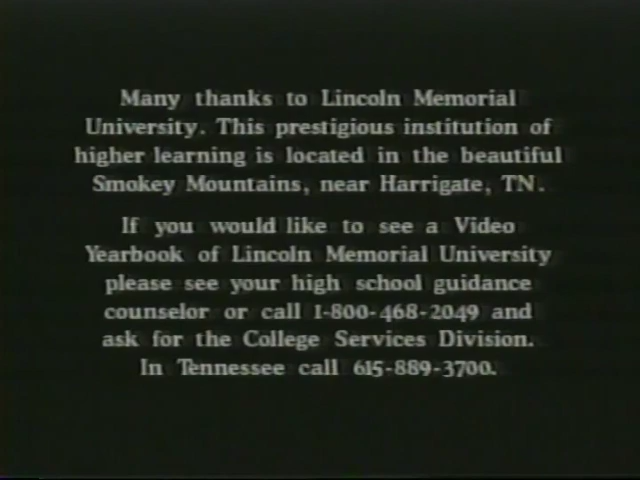 Many thanks to Lincoln Memorial
University. This prestigious institution of
higher learning is located in the beautiful
Smokey Mountains, near Harrigate, TN.
If you would like to see a Video
Yearbook of Lincoln Memorial University
please see your high school guidance
counselor or call 1-800-468-2049 and
ask for the College Services Division.
In Tennessee call 615-889-3700.